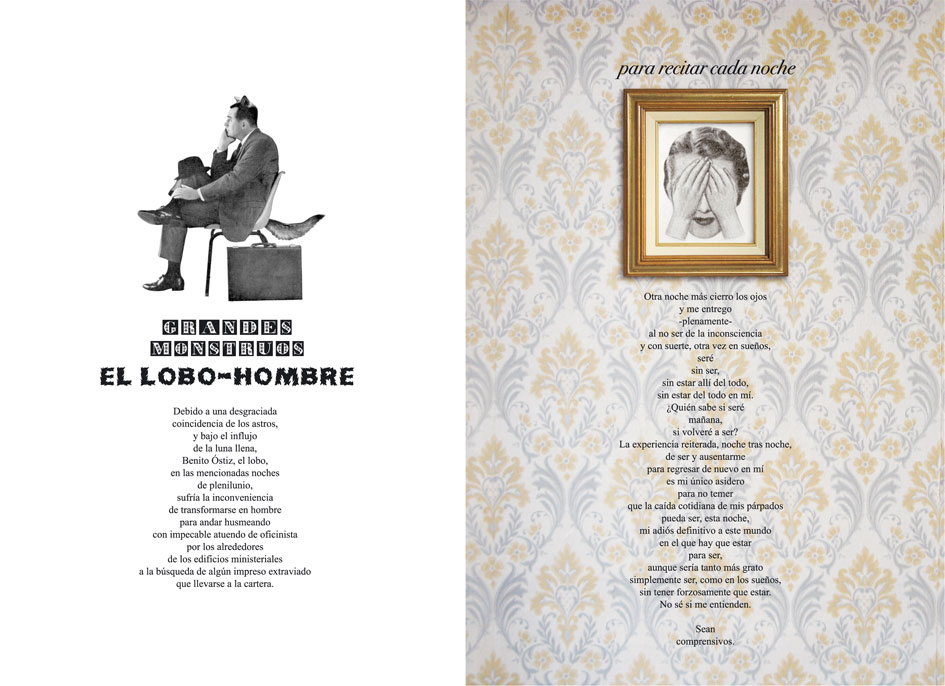 GRANDES
MONSTRUOS
EL LOBO-HOMBRE
Debido a una desgraciada
coincidencia de los astros,
y bajo el influjo
de la luna llena,
Benito Óstiz, el lobo,
en las mencionadas noches
de plenilunio,
sufría la inconveniencia
de transformarse en hombre
para andar husmeando
con impecable atuendo de oficinista
por los alrededores
de los edificios ministeriales
a la búsqueda de algún impreso extraviado
que llevarse a la cartera.
para recitar cada noche
Otra noche más cierro los ojos
y me entrego
-plenamente-
al no ser de la inconsciencia
y con suerte, otra vez en sueños,
seré
sin ser,
sin estar allí del todo,
sin estar del todo en mí.
¿Quién sabe si seré
mañana,
si volveré a ser?
La experiencia reiterada, noche tras noche,
de ser y ausentarme
para regresar de nuevo en mí
es mi único asidero
para no temer
que la caída cotidiana de mis párpados
pueda ser, esta noche,
mi adiós definitivo a este mundo
en el que hay que estar
para ser,
aunque sería tanto más grato
simplemente ser, como en los sueños,
sin tener forzosamente que estar.
No sé si me entienden.
Sean
comprensivos.